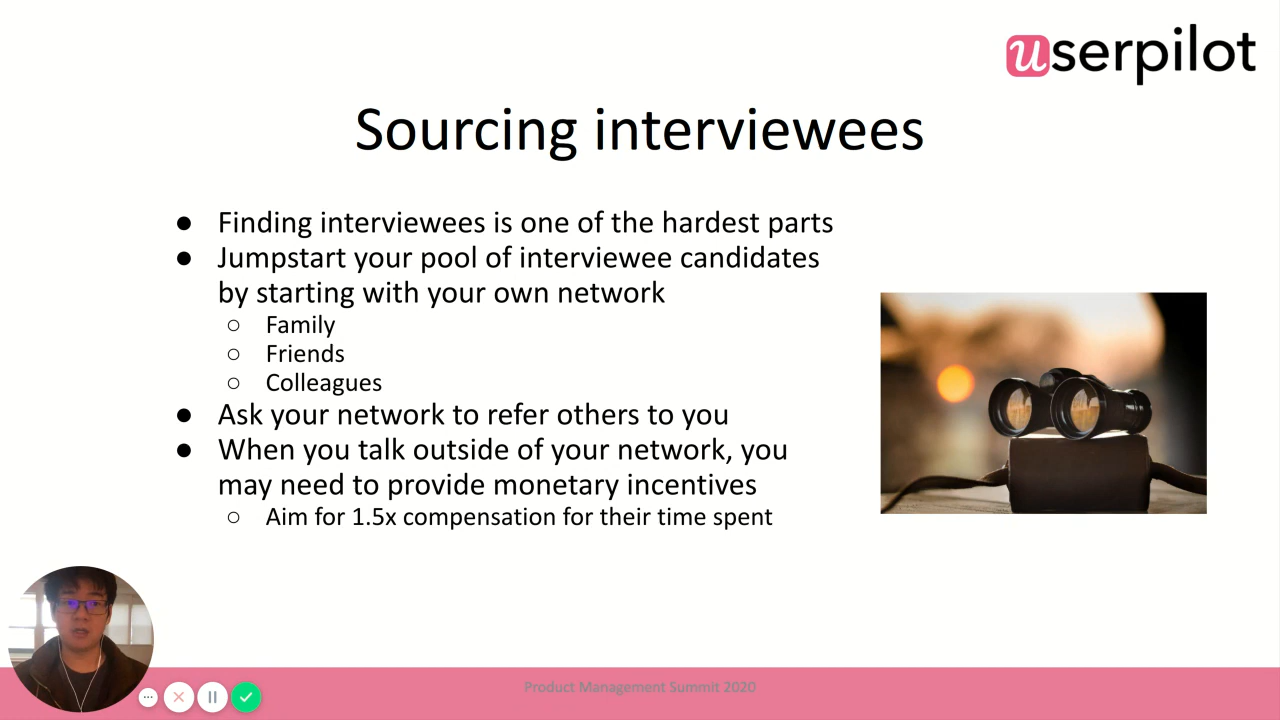 userpilot
Sourcing interviewees
● Finding interviewees is one of the hardest parts
● Jumpstart your pool of interviewee candidates
by starting with your own network
○ Family
○ Friends
○ Colleagues
● Ask your network to refer others to you
● When you talk outside of your network, you
may need to provide monetary incentives
○ Aim for 1.5x compensation for their time spent
Product Management Summit 2020